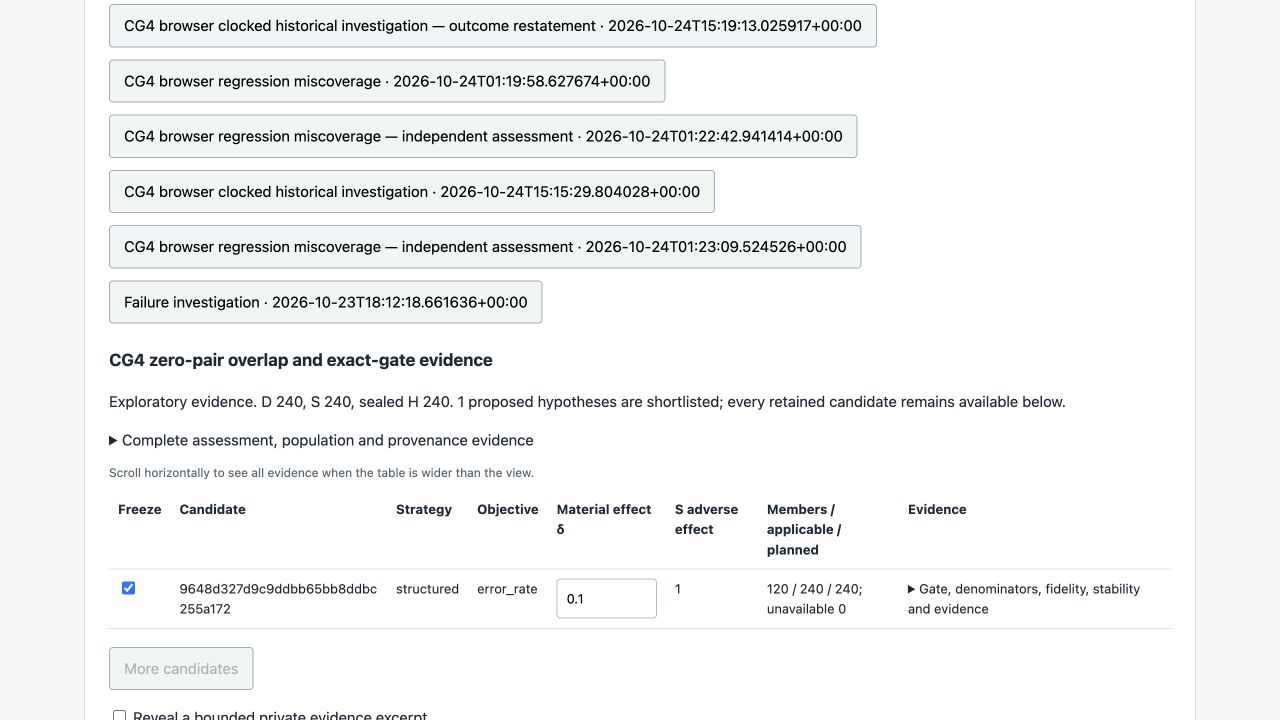 CG4 browser clocked historical investigation — outcome restatement · 2026-10-24T15:19:13.025917+00:00
CG4 browser regression miscoverage · 2026-10-24T01:19:58.627674+00:00
CG4 browser regression miscoverage — independent assessment · 2026-10-24T01:22:42.941414+00:00
CG4 browser clocked historical investigation · 2026-10-24T15:15:29.804028+00:00
CG4 browser regression miscoverage — independent assessment · 2026-10-24T01:23:09.524526+00:00
Failure investigation · 2026-10-23T18:12:18.661636+00:00
CG4 zero-pair overlap and exact-gate evidence
Exploratory evidence. D 240, S 240, sealed H 240. 1 proposed hypotheses are shortlisted; every retained candidate remains available below.
Complete assessment, population and provenance evidence
Scroll horizontally to see all evidence when the table is wider than the view.
Freeze Candidate Strategy Objective Material effect δ S adverse effect Members / applicable / planned Evidence
9648d327d9c9ddbb65bb8ddbc
255a172
structured
error_rate
0.1
1
120 / 240 / 240;
unavailable 0
Gate, denominators, fidelity, stability
and evidence
More candidates
Reveal a bounded private evidence excerpt